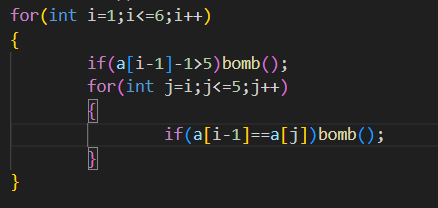 for(int i=1;i<=6;i++)
{
if(a[i-1]-1>5)bomb();
for(int j=i;j<=5;j++)
{
if(a[i-1]==a[j])bomb();
}
}